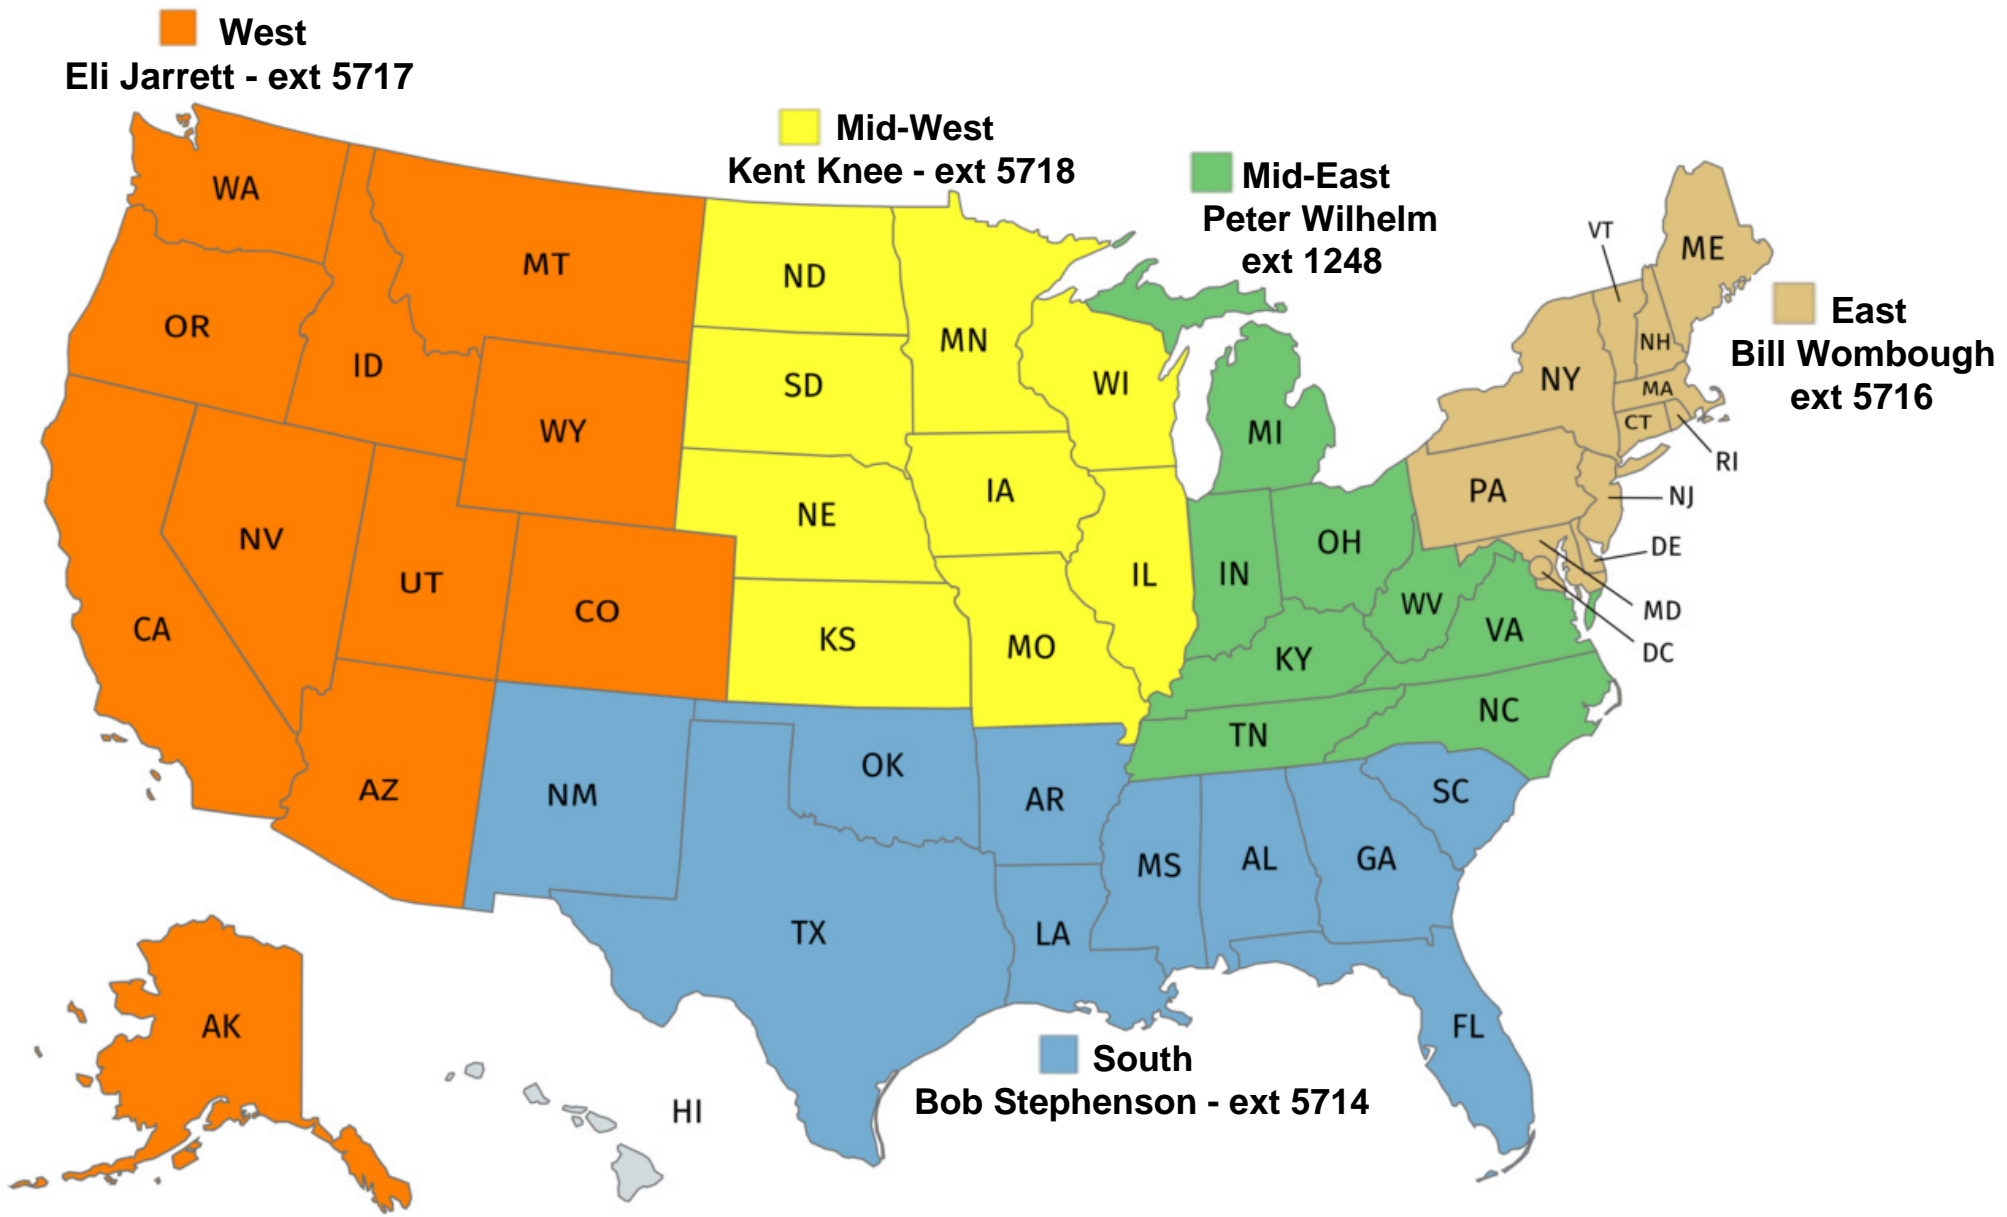 West
Eli Jarrett - ext 5717
Mid-West
Kent Knee - ext 5718
Mid-East
Peter Wilhelm
ext 1248
East
Bill Wombough
ext 5716
South
Bob Stephenson - ext 5714
WA
OR
ID
MT
WY
CA
NV
UT
CO
AZ
AK
HI
ND
SD
NE
KS
MN
IA
MO
WI
IL
MI
IN
OH
KY
WV
VA
TN
NC
NM
OK
TX
AR
LA
MS
AL
GA
SC
FL
VT
ME
NH
NY
MA
CT
RI
PA
NJ
DE
MD
DC